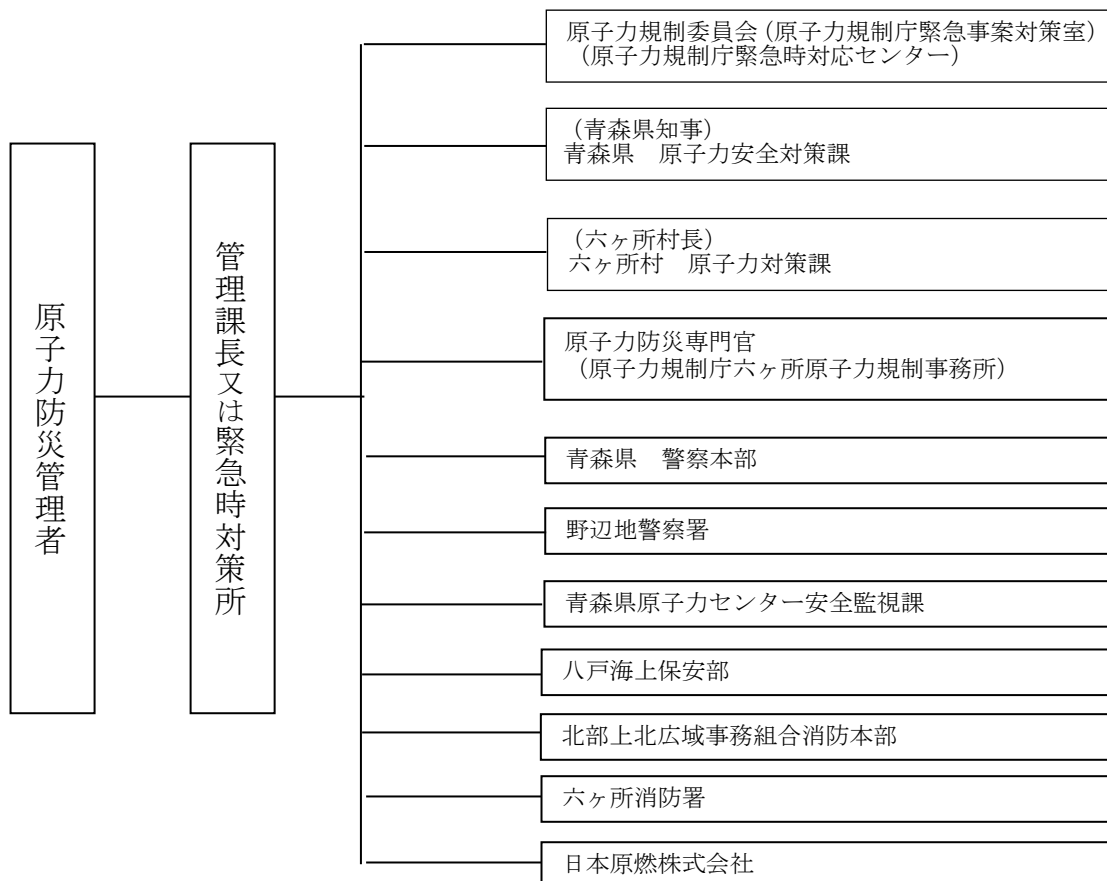 原子力防災管理者
管理課長又は緊急時対策所
原子力規制委員会（原子力規制庁緊急事案対策室）
（原子力規制庁緊急時対応センター）
（青森県知事）
青森県　原子力安全対策課
（六ヶ所村長）
六ヶ所村　原子力対策課
原子力防災専門官
（原子力規制庁六ヶ所原子力規制事務所）
青森県　警察本部
野辺地警察署
青森県原子力センター安全監視課
八戸海上保安部
北部上北広域事務組合消防本部
六ヶ所消防署
日本原燃株式会社